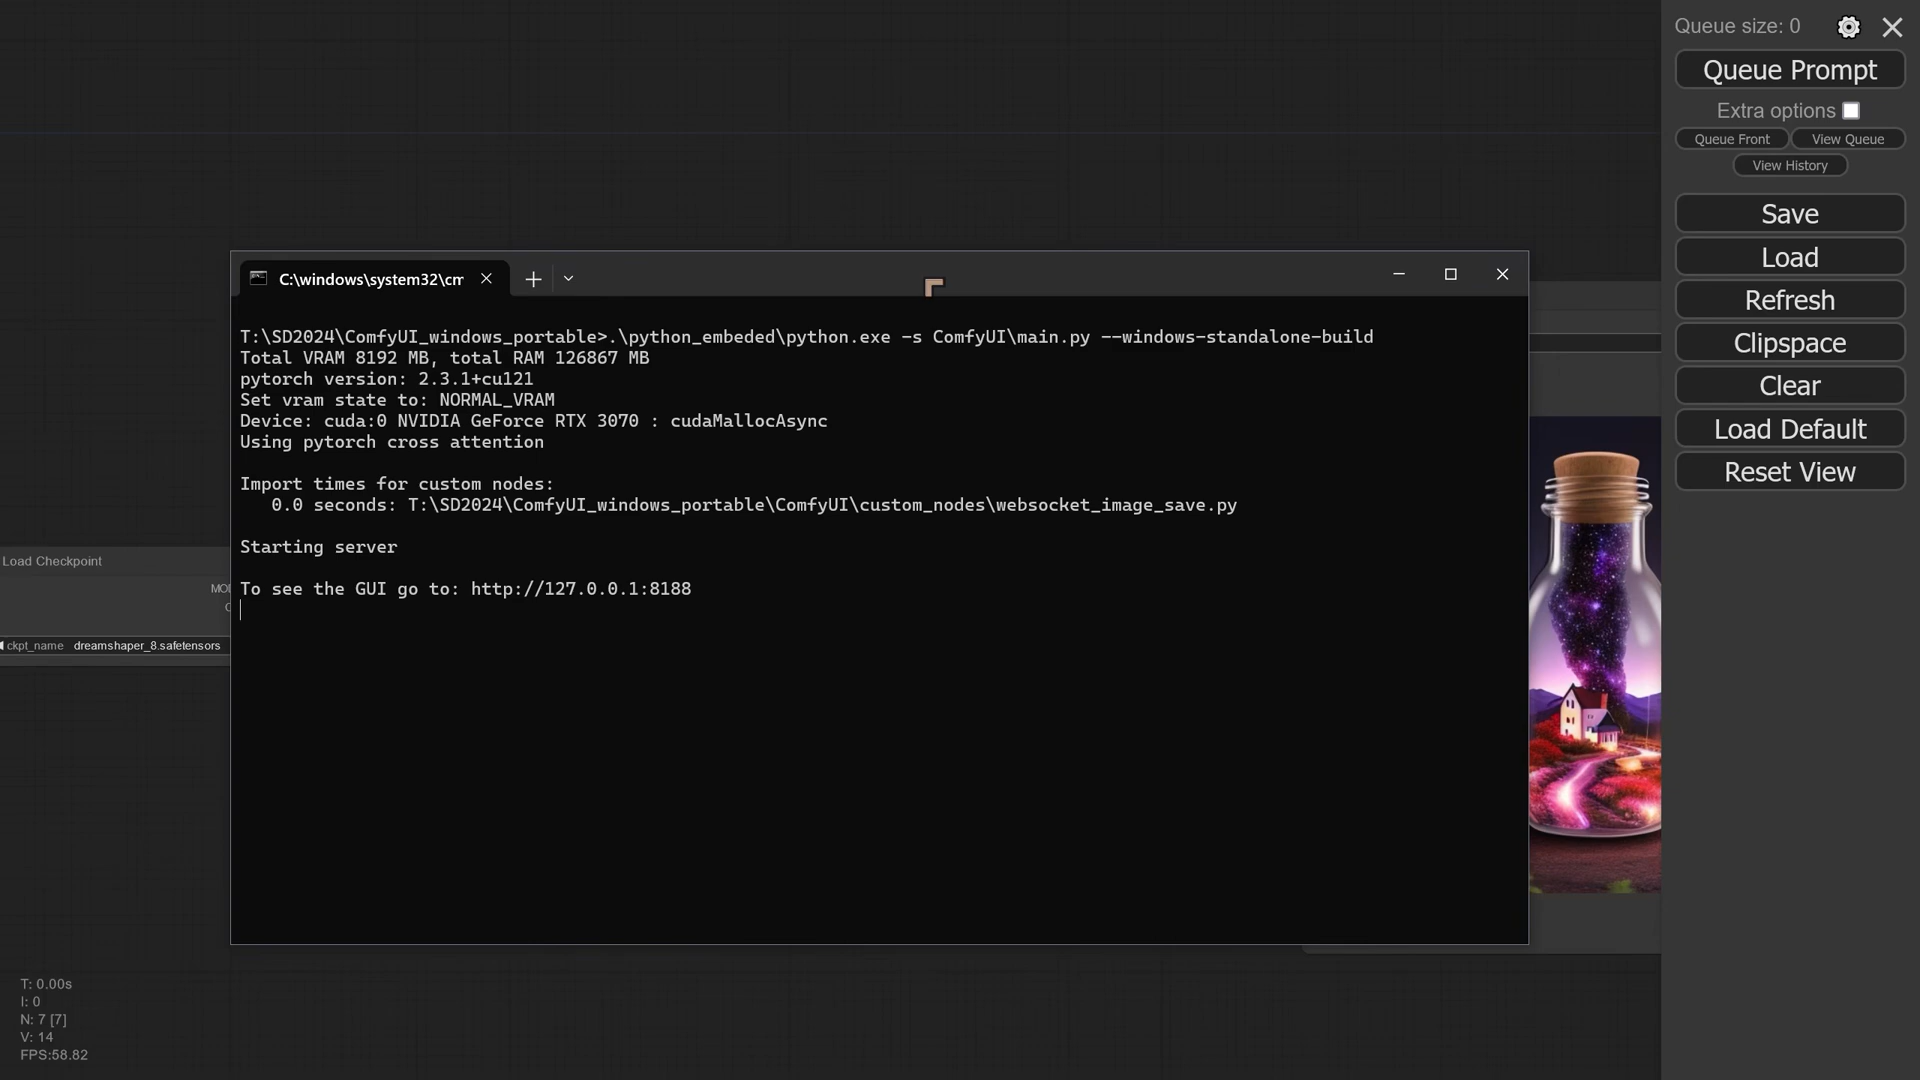 Queue size: 0
Queue Prompt
Extra options
Queue Front
View Queue
View History
Save
Load
Refresh
Clipspace
Clear
Load Default
Reset View
C:\windows\system32\cm
T:\SD2024\ComfyUI_windows_portable>.\python_embeded\python.exe -s ComfyUI\main.py --windows-standalone-build
Total VRAM 8192 MB, total RAM 126867 MB
pytorch version: 2.3.1+cu121
Set vram state to: NORMAL_VRAM
Device: cuda:0 NVIDIA GeForce RTX 3070 : cudaMallocAsync
Using pytorch cross attention
Import times for custom nodes:
0.0 seconds: T:\SD2024\ComfyUI_windows_portable\ComfyUI\custom_nodes\websocket_image_save.py
Starting server
To see the GUI go to: http://127.0.0.1:8188
Load Checkpoint
MO
C
ckpt_name dreamshaper_8.safetensors
T: 0.00s
I: 0
N: 7 [7]
V: 14
FPS:58.82